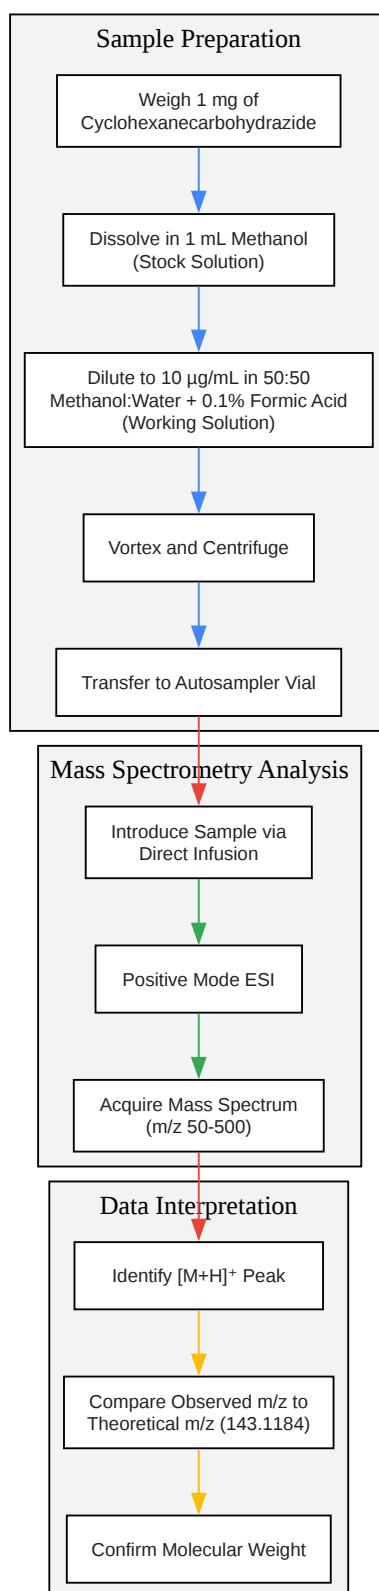 Sample Preparation
Weigh 1 mg of
Cyclohexanecarbohydrazide
Dissolve in 1 mL Methanol
(Stock Solution)
Dilute to 10 µg/mL in 50:50
Methanol:Water + 0.1% Formic Acid
(Working Solution)
Vortex and Centrifuge
Transfer to Autosampler Vial
Mass Spectrometry Analysis
Introduce Sample via
Direct Infusion
Positive Mode ESI
Acquire Mass Spectrum
(m/z 50-500)
Data Interpretation
Identify [M+H]⁺ Peak
Compare Observed m/z to
Theoretical m/z (143.1184)
Confirm Molecular Weight